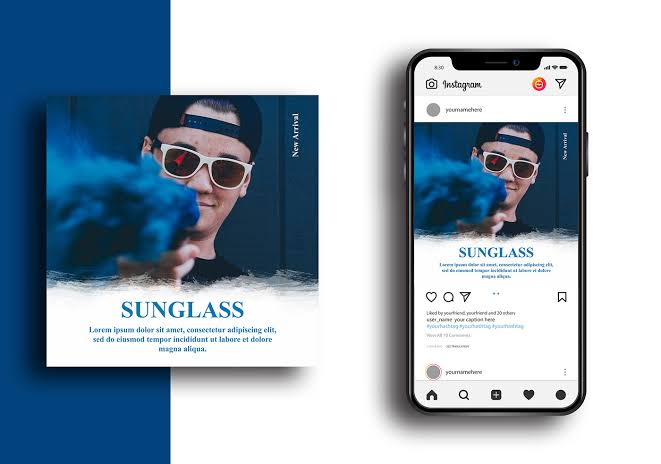 New Arrival
SUNGLASS
Lorem ipsum dolor sit amet, consectetur adipiscing elit,
sed do eiusmod tempor incididunt ut labore et dolore
magna aliqua.
8:30
Instagram
yournamehere
New Arrival
SUNGLASS
Lorem ipsum dolor sit amet, consectetur adipiscing elit,
sed do eiusmod tempor incididunt ut labore et dolore
magna aliqua.
Liked by yourfriend, yourfriend and 20 others
user_name your caption here
#yourhashtag #yourhashtag #yourhashtag
View All 10 Comments
yournamehere